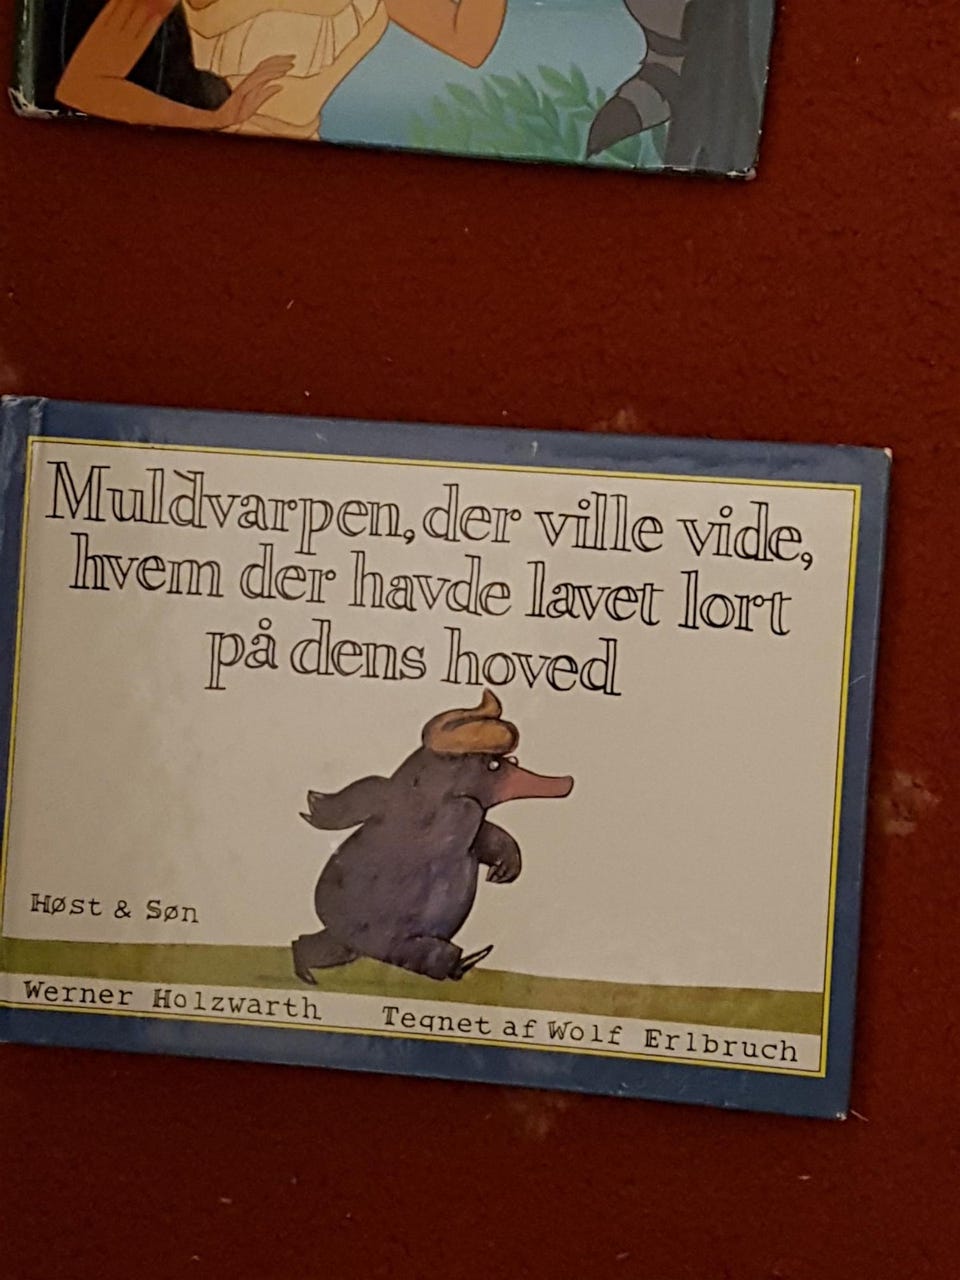 Muldvarpen, der ville vide,
hvem der havde lavet lort
på dens hoved
Høst & Søn
Werner Holzwarth Tegnet af Wolf Erlbruch